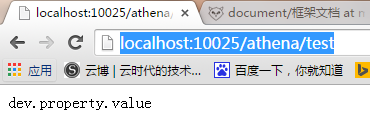 localhost:10025/athena/ document/框架文档 at m
localhost:10025/athena/test
应用 云博 | 云时代的技术... 百度一下，你就知道
dev.property.value